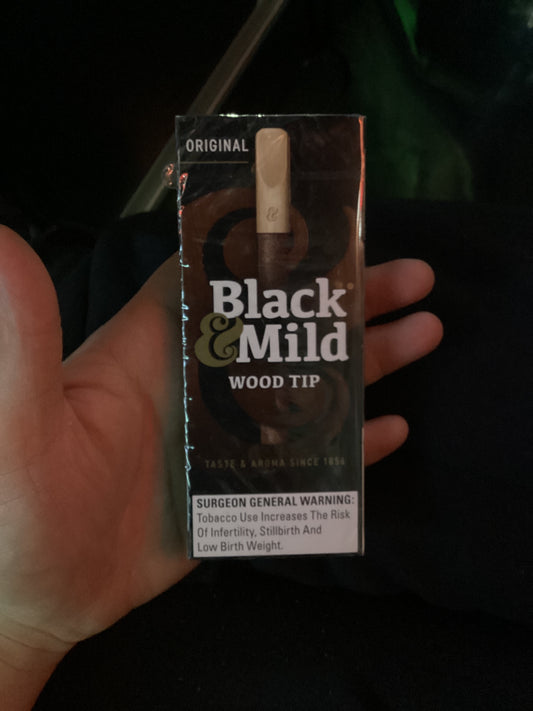 ORIGINAL
&
Black
& Mild
WOOD TIP
TASTE & AROMA SINCE 1856
SURGEON GENERAL WARNING:
Tobacco Use Increases The Risk
Of Infertility, Stillbirth And
Low Birth Weight.